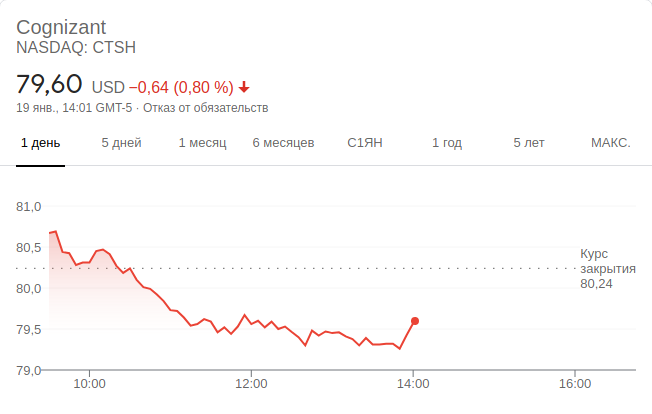 Cognizant
NASDAQ: CTSH
79,60 USD −0,64 (0,80 %)
19 янв., 14:01 GMT-5 · Отказ от обязательств
1 день 5 дней 1 месяц 6 месяцев С1ЯН 1 год 5 лет МАКС.
81,0
80,5
Курс
закрытия
80,24
80,0
79,5
79,0
10:00 12:00 14:00 16:00